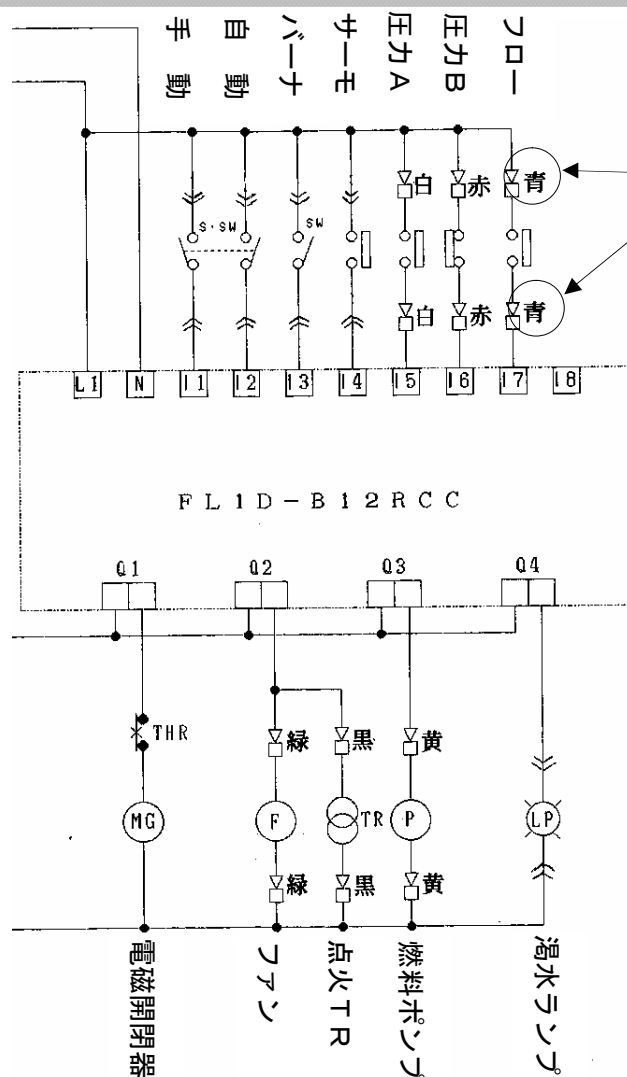 手動
自動
バーナ
サーモ
圧力A
圧力B
フロー
白
赤
青
S・SW
SW
白
赤
青
L1
N
I1
I2
I3
I4
I5
I6
I7
I8
FL1D-B12RCC
Q1
Q2
Q3
Q4
THR
緑
黒
黄
MG
F
TR
P
LP
緑
黒
黄
電磁開閉器
ファン
点火TR
燃料ポンプ
渇水ランプ